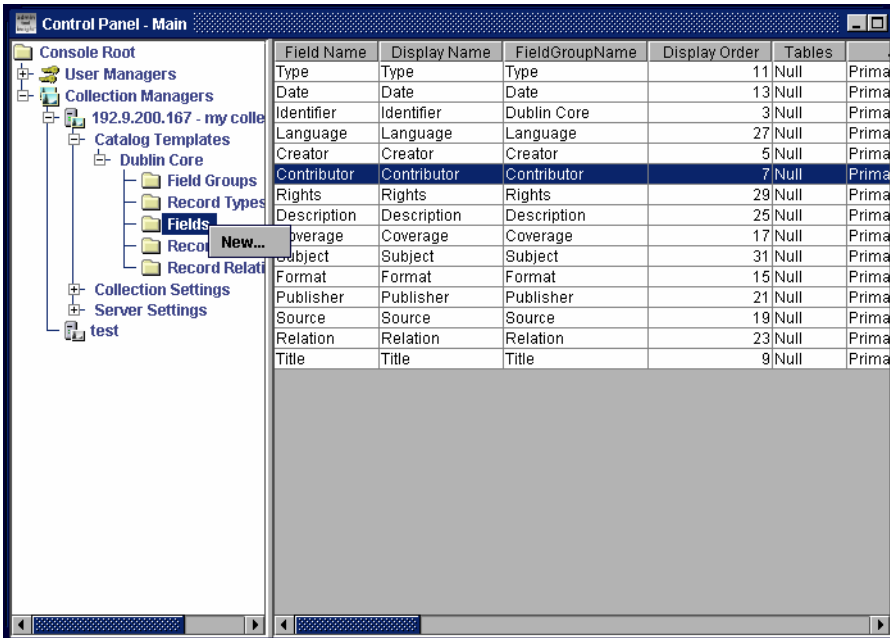 Control Panel - Main
Console Root
User Managers
Collection Managers
192.9.200.167 - my colle
Catalog Templates
Dublin Core
Field Groups
Record Types
Fields
New...
Recor
Record Relati
Collection Settings
Server Settings
test
Field Name Display Name FieldGroupName Display Order Tables
Type Type Type 11 Null Prima
Date Date Date 13 Null Prima
Identifier Identifier Dublin Core 3 Null Prima
Language Language Language 27 Null Prima
Creator Creator Creator 5 Null Prima
Contributor Contributor Contributor 7 Null Prima
Rights Rights Rights 29 Null Prima
Description Description Description 25 Null Prima
overage Coverage Coverage 17 Null Prima
ubject Subject Subject 31 Null Prima
Format Format Format 15 Null Prima
Publisher Publisher Publisher 21 Null Prima
Source Source Source 19 Null Prima
Relation Relation Relation 23 Null Prima
Title Title Title 9 Null Prima